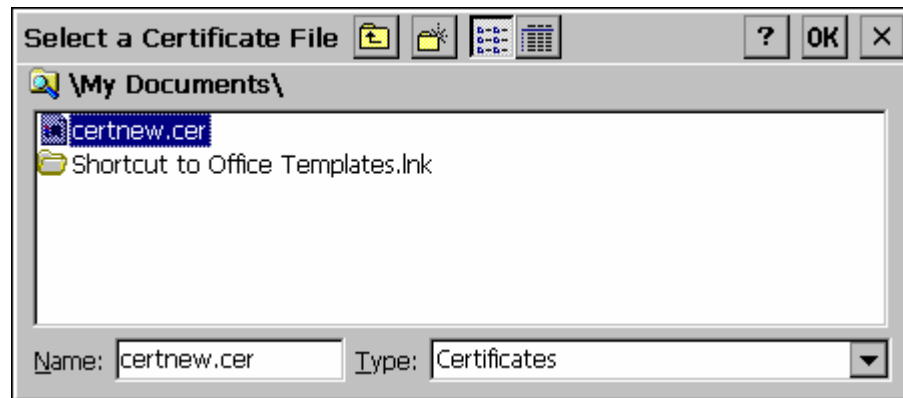 Select a Certificate File ? OK ×
\My Documents\
certnew.cer
Shortcut to Office Templates.lnk
Name: certnew.cer Type: Certificates